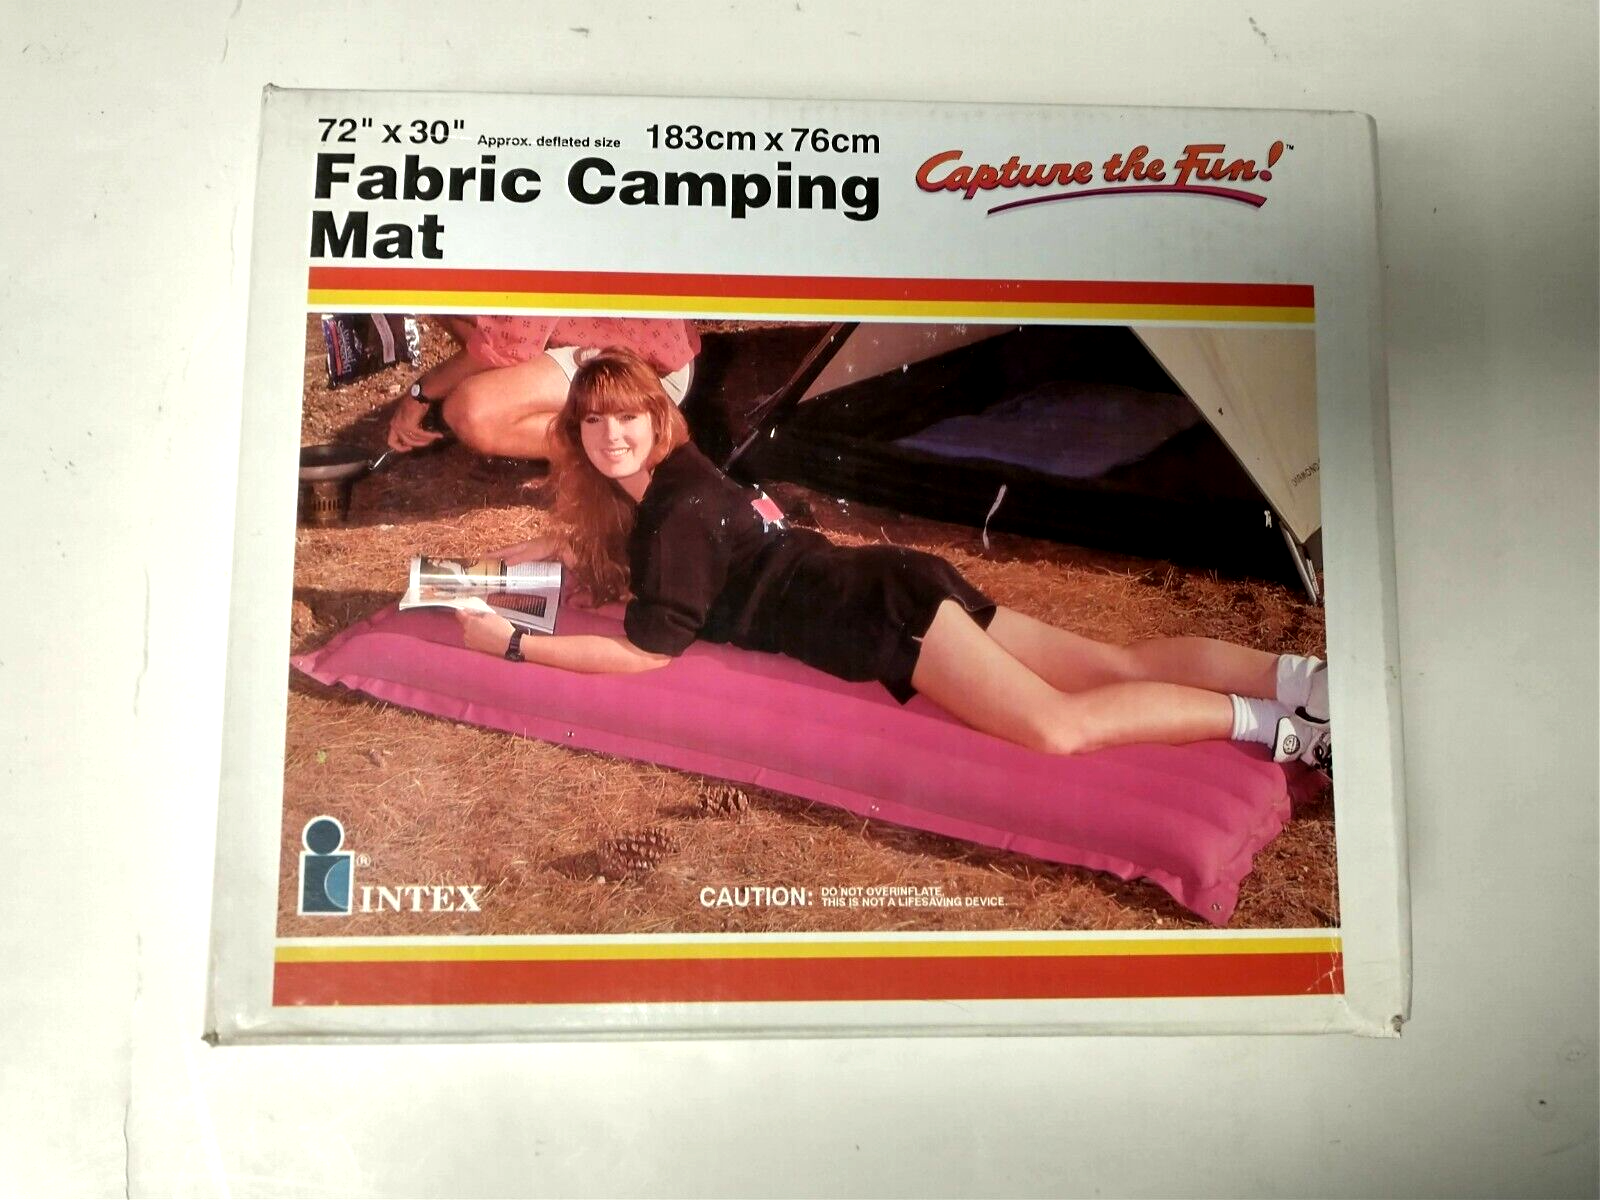 72" x 30" Approx. deflated size 183cm x 76cm
Fabric Camping
Mat
Capture the Fun!™
INTEX®
CAUTION: DO NOT OVERINFLATE.
THIS IS NOT A LIFESAVING DEVICE.